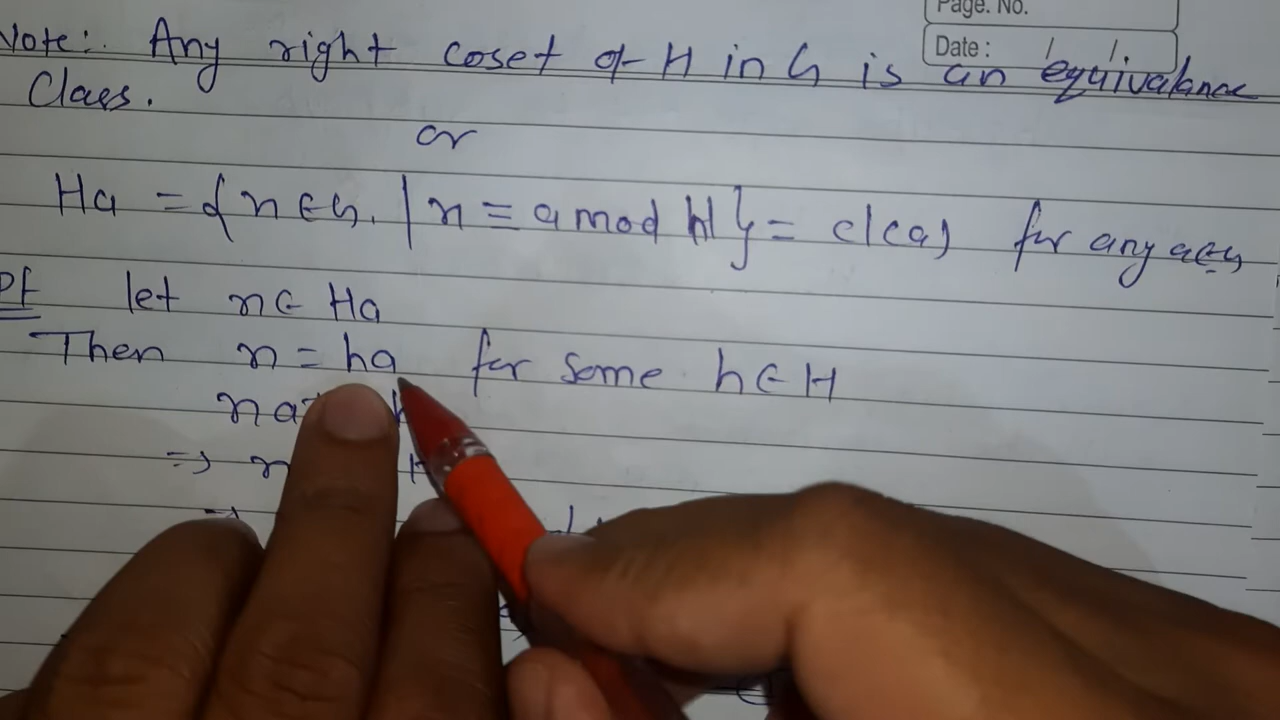 Page. No.
Date : / /.
Note:. Any right coset of H in G is an equivalance
Class.
or
Ha = {x ∈ G. | x ≡ a mod H} = cl(a) for any a ∈ G
Pf let x ∈ Ha
Then x = ha for some h ∈ H
⇒ x